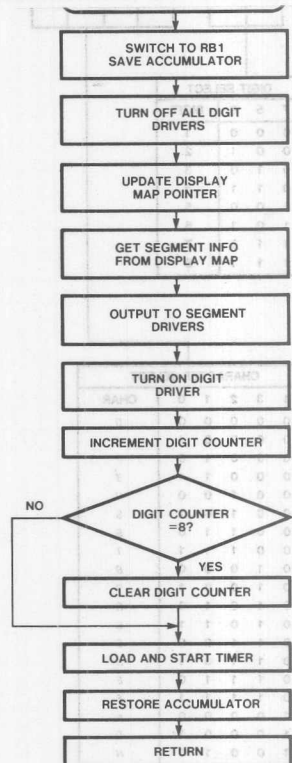 SWITCH TO RB1
SAVE ACCUMULATOR
TURN OFF ALL DIGIT
DRIVERS
UPDATE DISPLAY
MAP POINTER
GET SEGMENT INFO
FROM DISPLAY MAP
OUTPUT TO SEGMENT
DRIVERS
TURN ON DIGIT
DRIVER
INCREMENT DIGIT COUNTER
NO
DIGIT COUNTER
=8?
YES
CLEAR DIGIT COUNTER
LOAD AND START TIMER
RESTORE ACCUMULATOR
RETURN